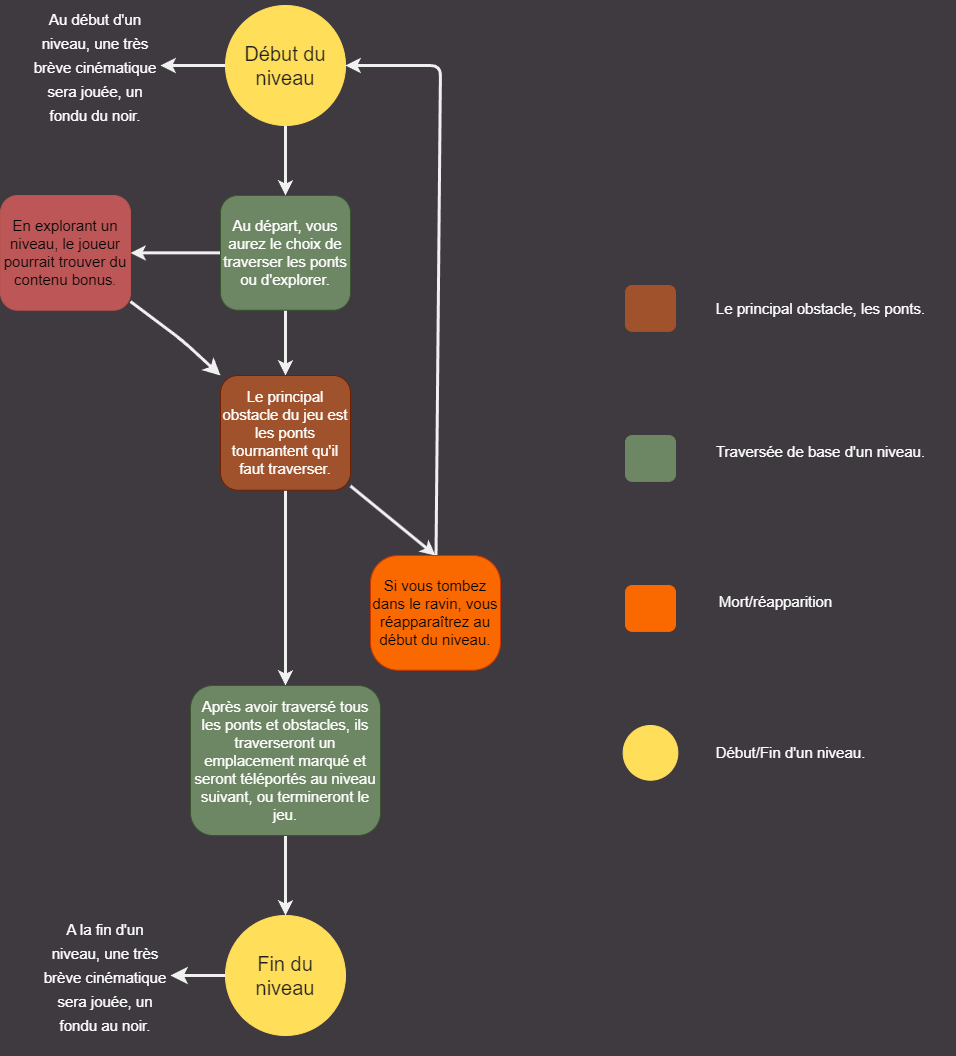 Au début d'un
niveau, une très
brève cinématique
sera jouée, un
fondu du noir.
Début du
niveau
En explorant un
niveau, le joueur
pourrait trouver du
contenu bonus.
Au départ, vous
aurez le choix de
traverser les ponts
ou d'explorer.
Le principal
obstacle du jeu est
les ponts
tournantent qu'il
faut traverser.
Si vous tombez
dans le ravin, vous
réapparaîtrez au
début du niveau.
Après avoir traversé tous
les ponts et obstacles, ils
traverseront un
emplacement marqué et
seront téléportés au niveau
suivant, ou termineront le
jeu.
A la fin d'un
niveau, une très
brève cinématique
sera jouée, un
fondu au noir.
Fin du
niveau
Le principal obstacle, les ponts.
Traversée de base d'un niveau.
Mort/réapparition
Début/Fin d'un niveau.